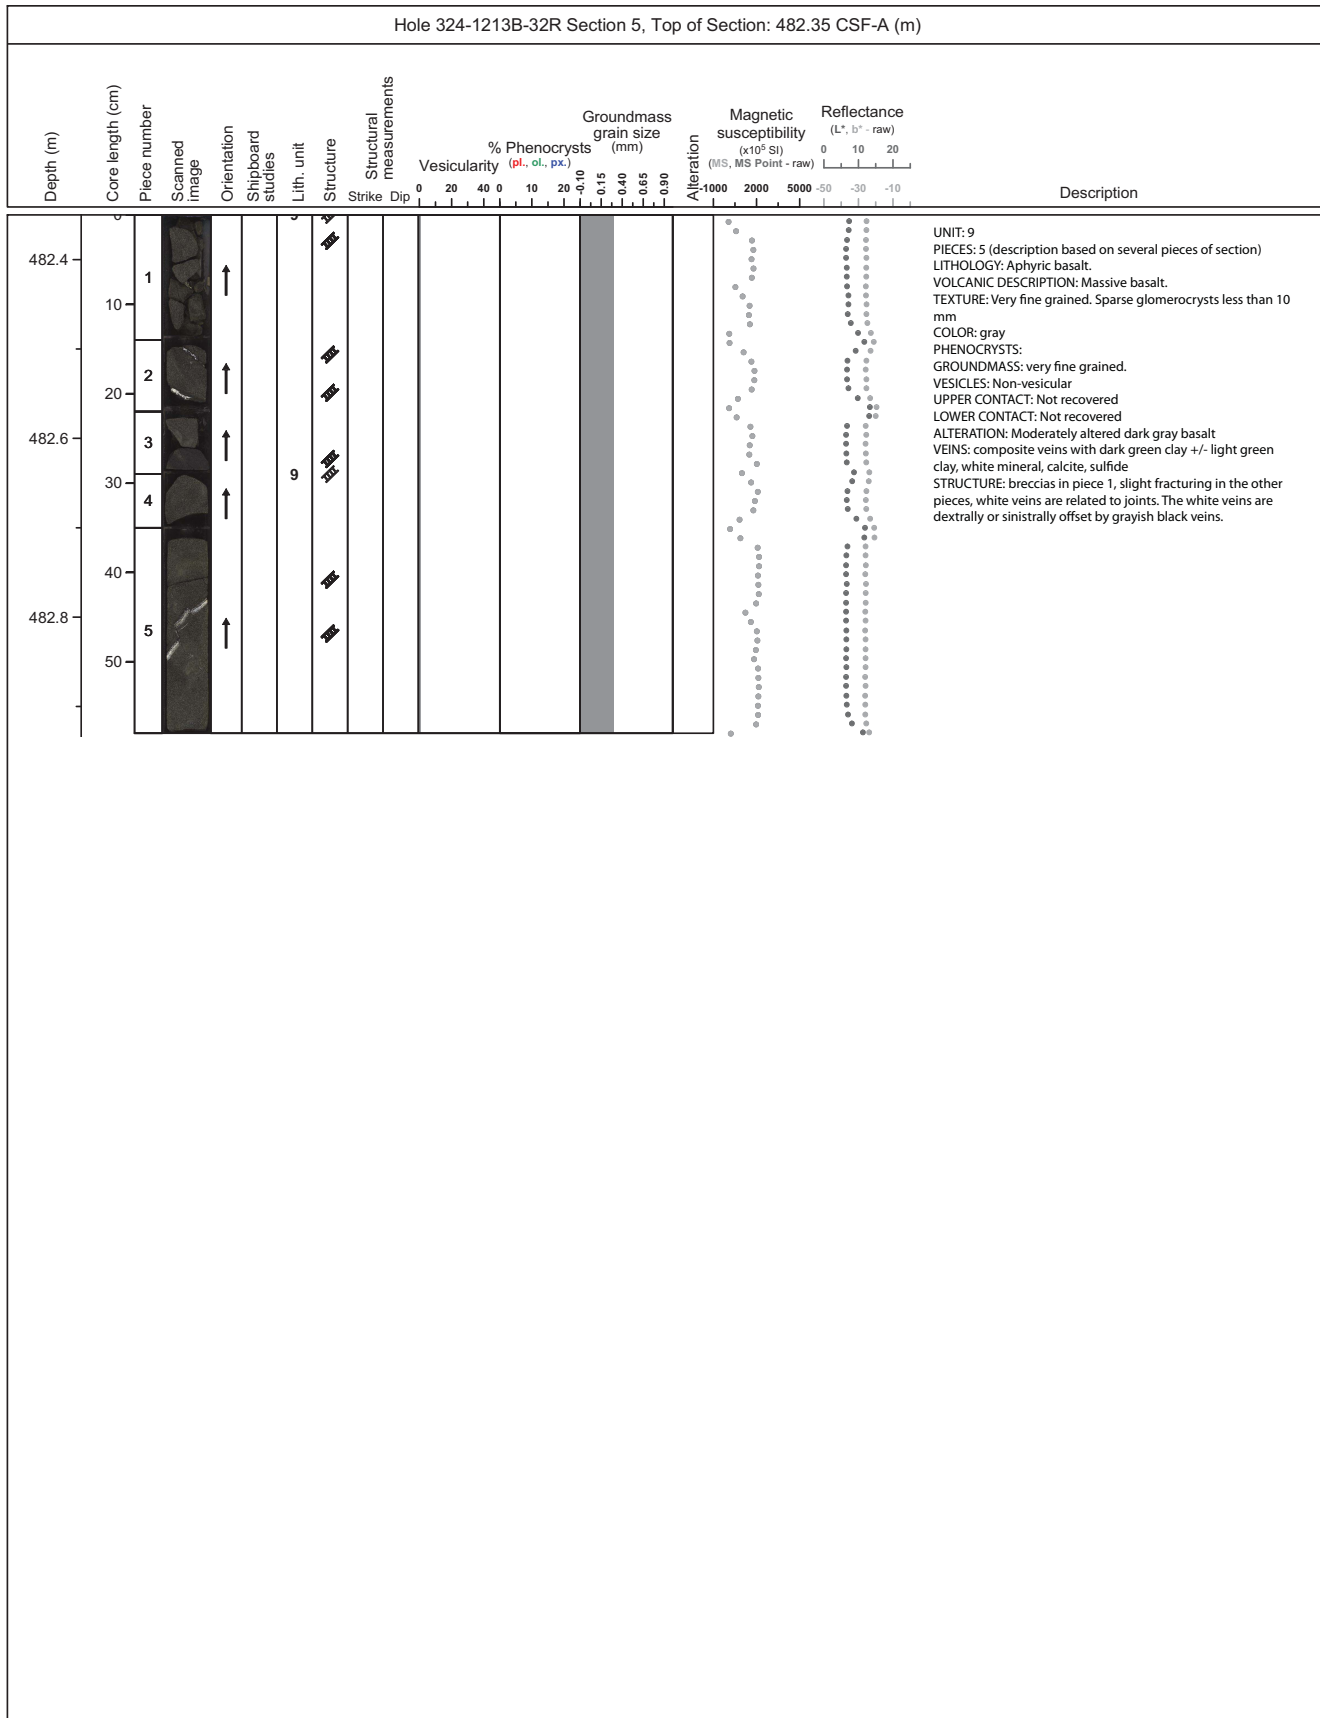 Hole 324-1213B-32R Section 5, Top of Section: 482.35 CSF-A (m)
Depth (m)
Core length (cm)
Piece number
Scanned
image
Orientation
Shipboard
studies
Lith. unit
Structure
Structural
measurements
Strike Dip
Vesicularity
0 20 40
% Phenocrysts
(pl., ol., px.)
0 10 20
Groundmass
grain size
(mm)
-0.10 0.15 0.40 0.65 0.90
Alteration
Magnetic
susceptibility
(x10⁵ SI)
(MS, MS Point - raw)
-1000 2000 5000
Reflectance
(L*, b* - raw)
0 10 20
-50 -30 -10
Description
0
9
482.4
1
10
2
20
482.6
3
9
30
4
40
482.8
5
50
UNIT: 9
PIECES: 5 (description based on several pieces of section)
LITHOLOGY: Aphyric basalt.
VOLCANIC DESCRIPTION: Massive basalt.
TEXTURE: Very fine grained. Sparse glomerocrysts less than 10
mm
COLOR: gray
PHENOCRYSTS:
GROUNDMASS: very fine grained.
VESICLES: Non-vesicular
UPPER CONTACT: Not recovered
LOWER CONTACT: Not recovered
ALTERATION: Moderately altered dark gray basalt
VEINS: composite veins with dark green clay +/- light green
clay, white mineral, calcite, sulfide
STRUCTURE: breccias in piece 1, slight fracturing in the other
pieces, white veins are related to joints. The white veins are
dextrally or sinistrally offset by grayish black veins.